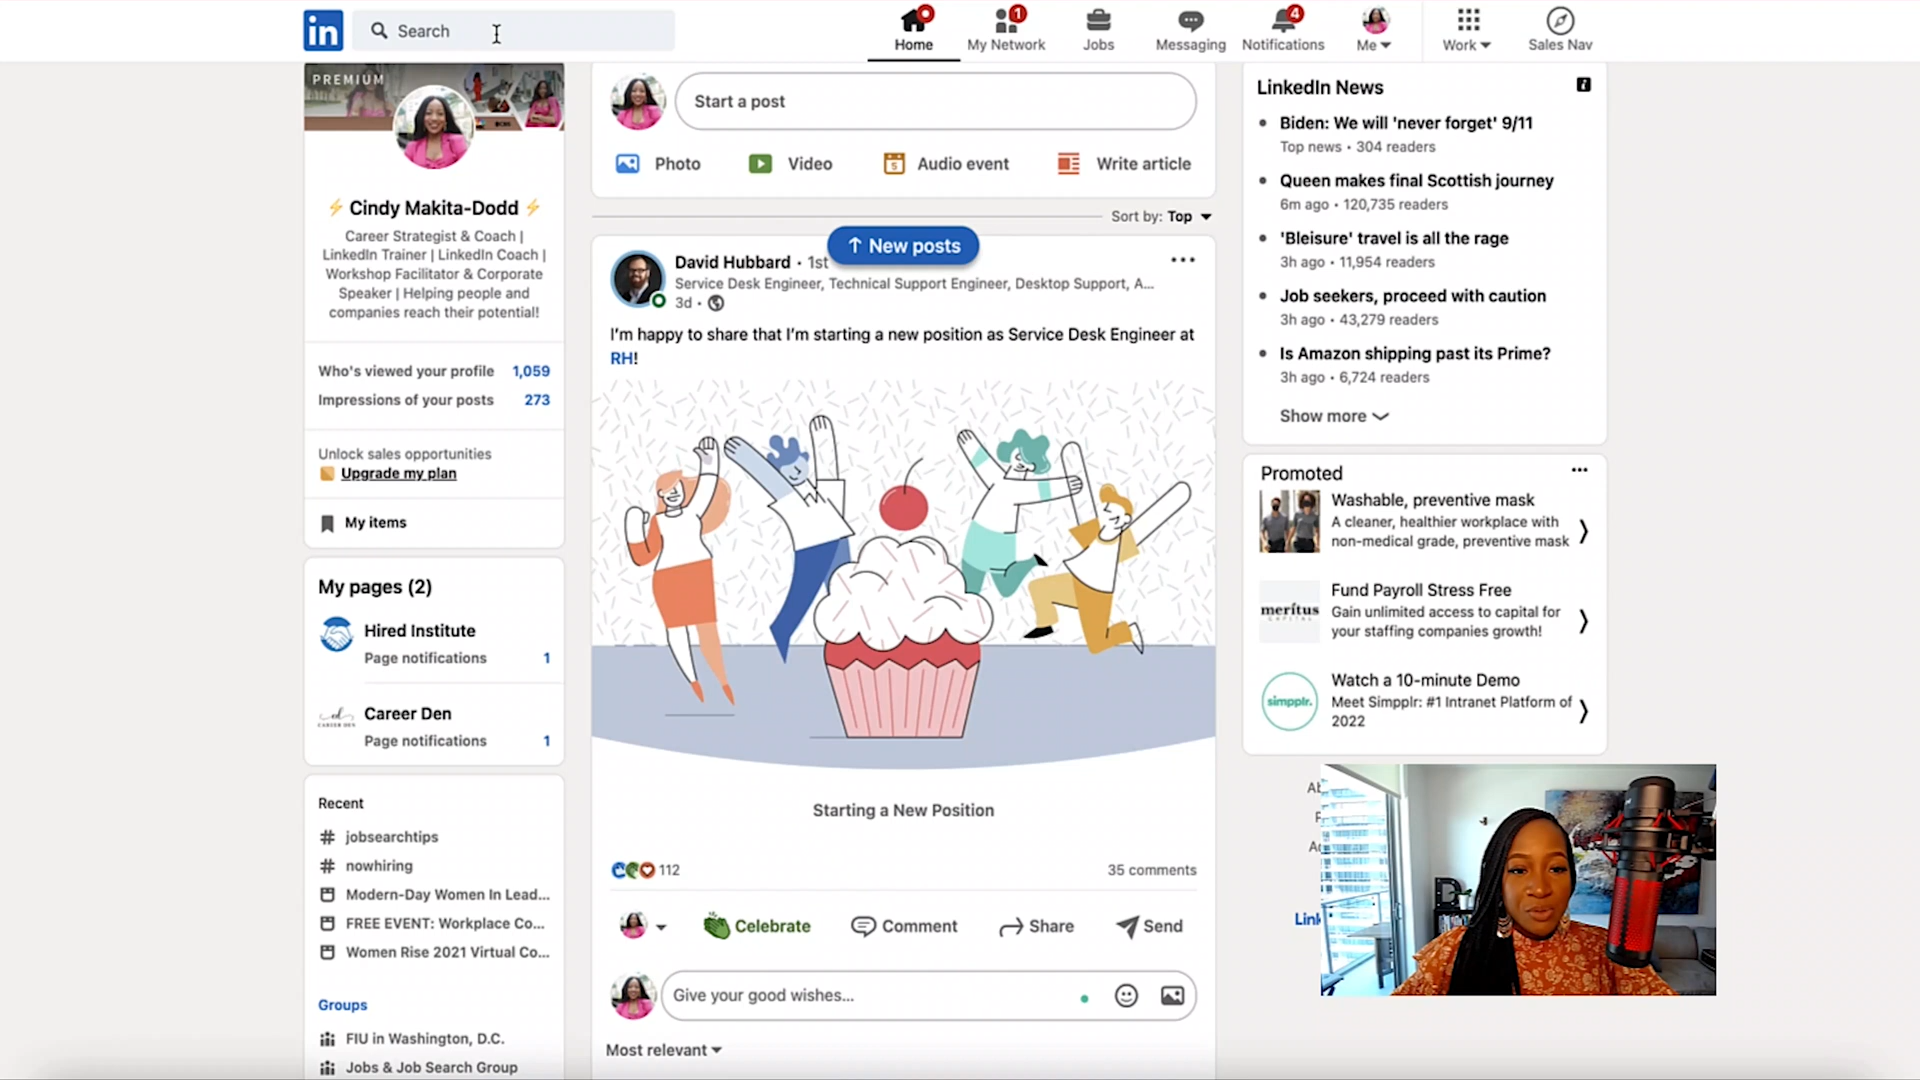 in
Search
Home
1
My Network
Jobs
Messaging
4
Notifications
Me
Work
Sales Nav
PREMIUM
⚡ Cindy Makita-Dodd ⚡
Career Strategist & Coach |
LinkedIn Trainer | LinkedIn Coach |
Workshop Facilitator & Corporate
Speaker | Helping people and
companies reach their potential!
Who's viewed your profile 1,059
Impressions of your posts 273
Unlock sales opportunities
Upgrade my plan
My items
My pages (2)
Hired Institute
Page notifications 1
Career Den
Page notifications 1
Recent
# jobsearchtips
# nowhiring
Modern-Day Women In Lead...
FREE EVENT: Workplace Co...
Women Rise 2021 Virtual Co...
Groups
FIU in Washington, D.C.
Jobs & Job Search Group
Start a post
Photo
Video
Audio event
Write article
Sort by: Top
↑ New posts
David Hubbard • 1st
Service Desk Engineer, Technical Support Engineer, Desktop Support, A...
3d •
I'm happy to share that I'm starting a new position as Service Desk Engineer at
RH!
Starting a New Position
112
35 comments
Celebrate
Comment
Share
Send
Give your good wishes...
Most relevant
LinkedIn News
Biden: We will 'never forget' 9/11
Top news • 304 readers
Queen makes final Scottish journey
6m ago • 120,735 readers
'Bleisure' travel is all the rage
3h ago • 11,954 readers
Job seekers, proceed with caution
3h ago • 43,279 readers
Is Amazon shipping past its Prime?
3h ago • 6,724 readers
Show more
Promoted
Washable, preventive mask
A cleaner, healthier workplace with
non-medical grade, preventive mask
meritus
CAPITAL
Fund Payroll Stress Free
Gain unlimited access to capital for
your staffing companies growth!
simpplr.
Watch a 10-minute Demo
Meet Simpplr: #1 Intranet Platform of
2022
Link